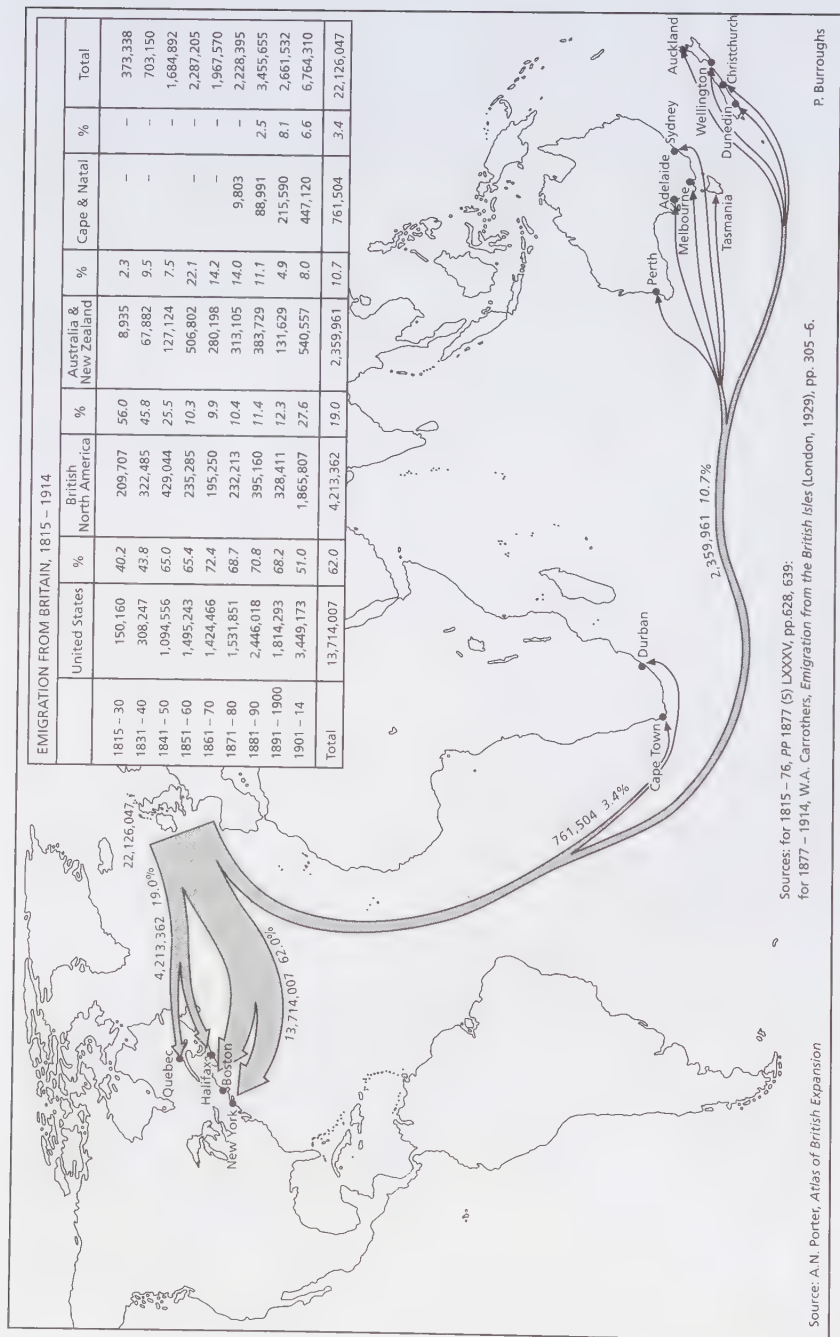 EMIGRATION FROM BRITAIN, 1815 – 1914
United States % British North America % Australia & New Zealand % Cape & Natal % Total
1815 – 30 150,160 40.2 209,707 56.0 8,935 2.3 – – 373,338
1831 – 40 308,247 43.8 322,485 45.8 67,882 9.5 – – 703,150
1841 – 50 1,094,556 65.0 429,044 25.5 127,124 7.5 – – 1,684,892
1851 – 60 1,495,243 65.4 235,285 10.3 506,802 22.1 – – 2,287,205
1861 – 70 1,424,466 72.4 195,250 9.9 280,198 14.2 – – 1,967,570
1871 – 80 1,531,851 68.7 232,213 10.4 313,105 14.0 9,803 – 2,228,395
1881 – 90 2,446,018 70.8 395,160 11.4 383,729 11.1 88,991 2.5 3,455,655
1891 – 1900 1,814,293 68.2 328,411 12.3 131,629 4.9 215,590 8.1 2,661,532
1901 – 14 3,449,173 51.0 1,865,807 27.6 540,557 8.0 447,120 6.6 6,764,310
Total 13,714,007 62.0 4,213,362 19.0 2,359,961 10.7 761,504 3.4 22,126,047
22,126,047
4,213,362 19.0%
13,714,007 62.0%
Quebec
Halifax
Boston
New York
761,504 3.4%
Cape Town
Durban
2,359,961 10.7%
Perth
Adelaide
Melbourne
Sydney
Tasmania
Auckland
Wellington
Christchurch
Dunedin
Sources: for 1815 – 76, PP 1877 (5) LXXXV, pp.628, 639:
for 1877 – 1914, W.A. Carrothers, Emigration from the British Isles (London, 1929), pp. 305 –6.
Source: A.N. Porter, Atlas of British Expansion
P. Burroughs